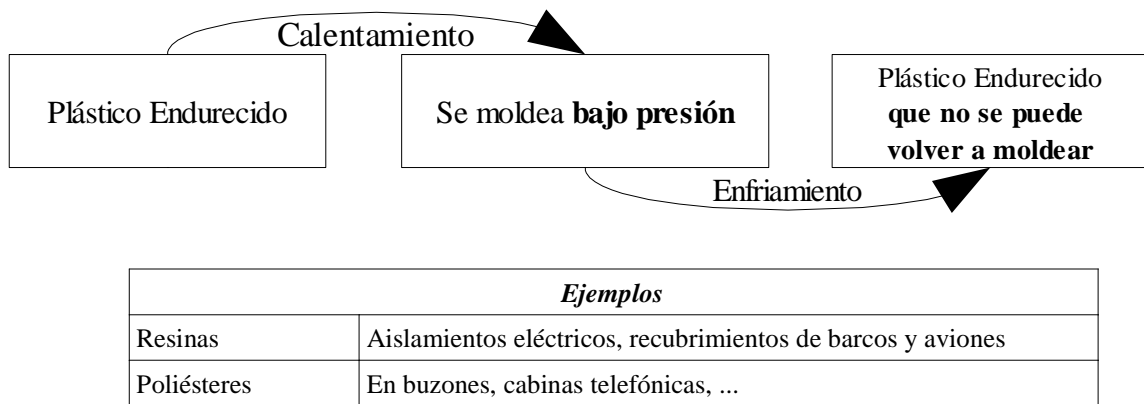 Calentamiento
Plástico Endurecido
Se moldea bajo presión
Plástico Endurecido
que no se puede
volver a moldear
Enfriamiento
Ejemplos
Resinas
Aislamientos eléctricos, recubrimientos de barcos y aviones
Poliésteres
En buzones, cabinas telefónicas, ...